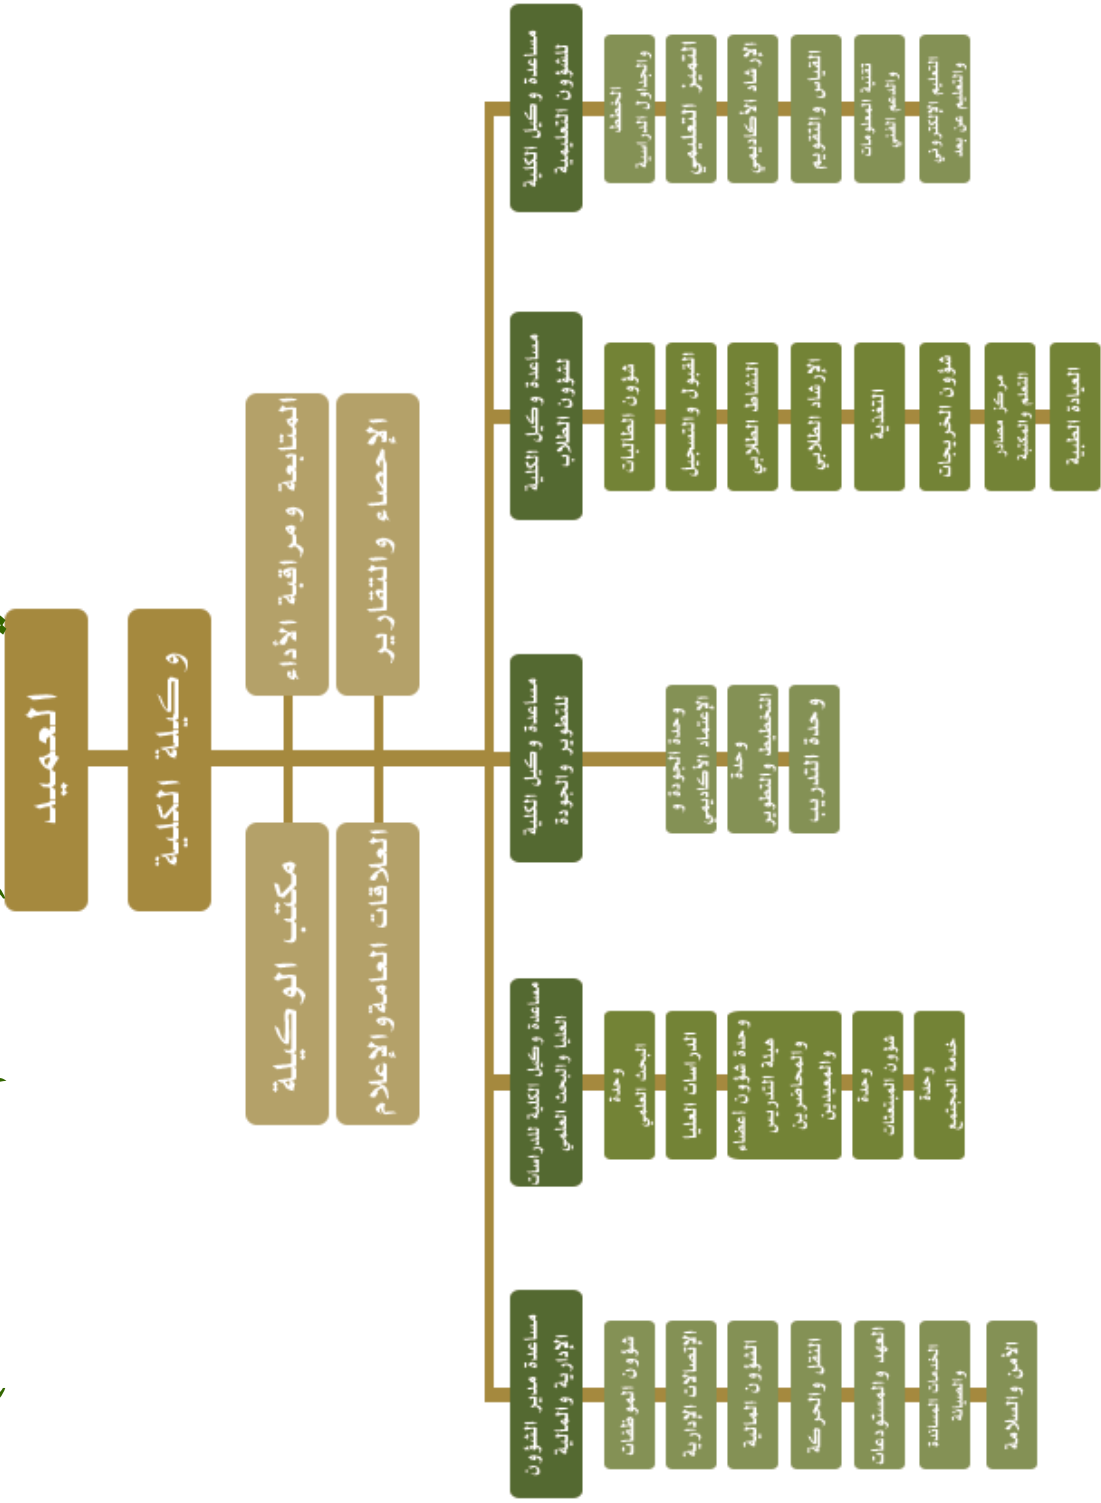 العميد
وكيلة الكلية
المتابعة ومراقبة الأداء
مكتب الوكيلة
الإحصاء والتقارير
العلاقات العامة والإعلام
مساعدة وكيل الكلية
للشؤون التعليمية
الخطط
والجداول الدراسية
التميز التعليمي
الإرشاد الأكاديمي
القياس والتقويم
تقنية المعلومات
والدعم الفني
التعليم الإلكتروني
والتعليم عن بعد
مساعدة وكيل الكلية
لشؤون الطلاب
شؤون الطالبات
القبول والتسجيل
النشاط الطلابي
الإرشاد الطلابي
التغذية
شؤون الخريجات
مركز مصادر
التعلم والمكتبة
العيادة الطبية
مساعدة وكيل الكلية
للتطوير والجودة
وحدة الجودة و
الإعتماد الأكاديمي
وحدة
التخطيط والتطوير
وحدة التدريب
مساعدة وكيل الكلية للدراسات
العليا والبحث العلمي
وحدة
البحث العلمي
الدراسات العليا
وحدة شؤون إعضاء
هيئة التدريس
والمحاضرين
والمعيدين
وحدة
شؤون المبتعثات
وحدة
خدمة المجتمع
مساعدة مدير الشؤون
الإدارية والمالية
شؤون الموظفات
الإتصالات الإدارية
الشؤون المالية
النقل والحركة
العهد والمستودعات
الخدمات المساندة
والصيانة
الأمن والسلامة